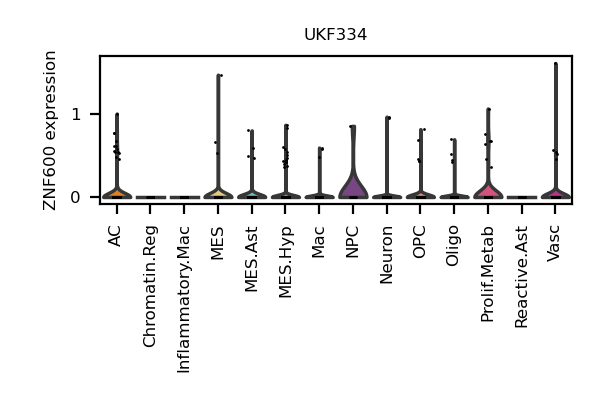 UKF334
ZNF600 expression
1
0
AC
Chromatin.Reg
Inflammatory.Mac
MES
MES.Ast
MES.Hyp
Mac
NPC
Neuron
OPC
Oligo
Prolif.Metab
Reactive.Ast
Vasc